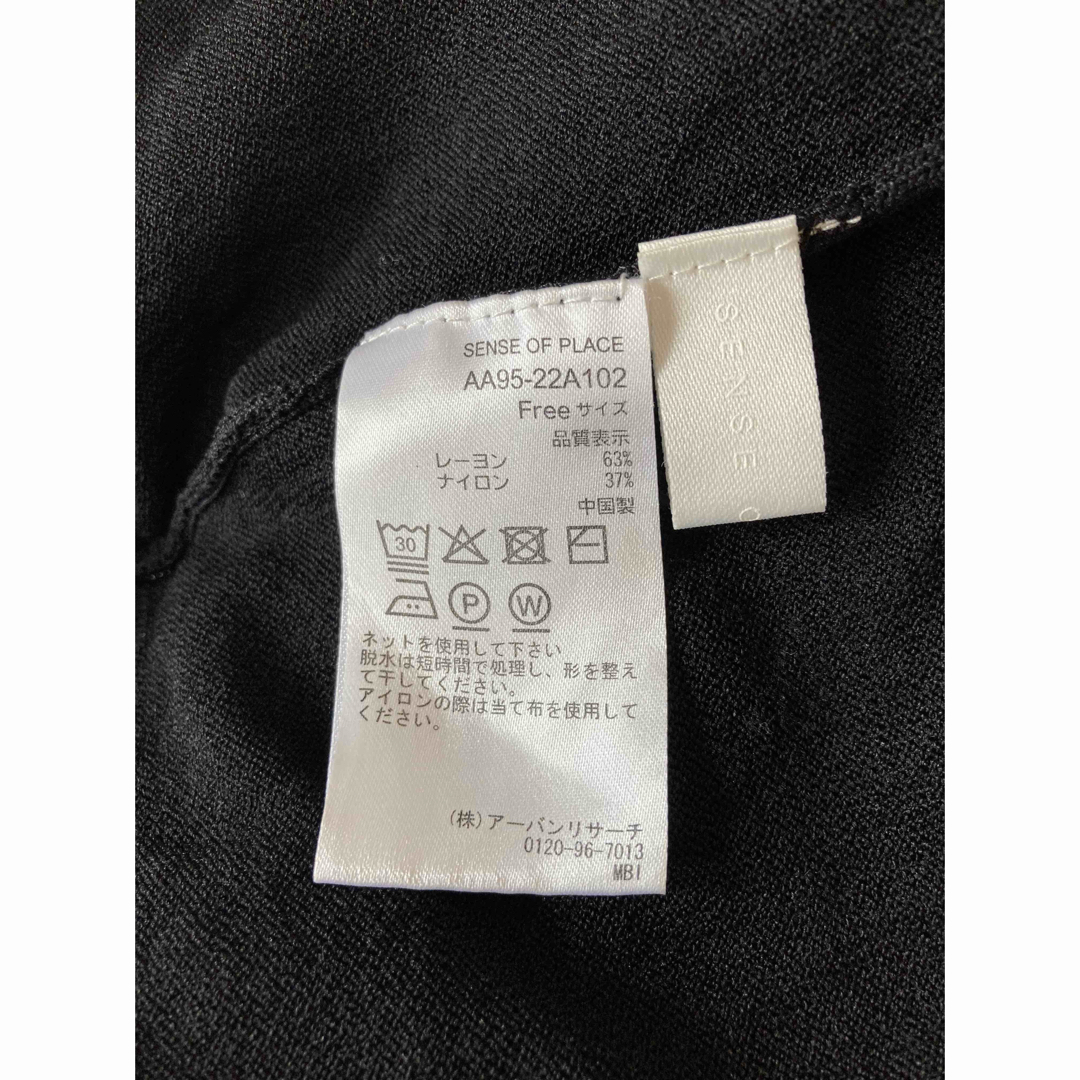 SENSE OF PLACE
AA95-22A102
Free サイズ
品質表示
レーヨン 63%
ナイロン 37%
中国製
30
P W
ネットを使用して下さい
脱水は短時間で処理し、形を整え
て干してください。
アイロンの際は当て布を使用して
ください。
(株)アーバンリサーチ
0120-96-7013
MBI
SENSE O